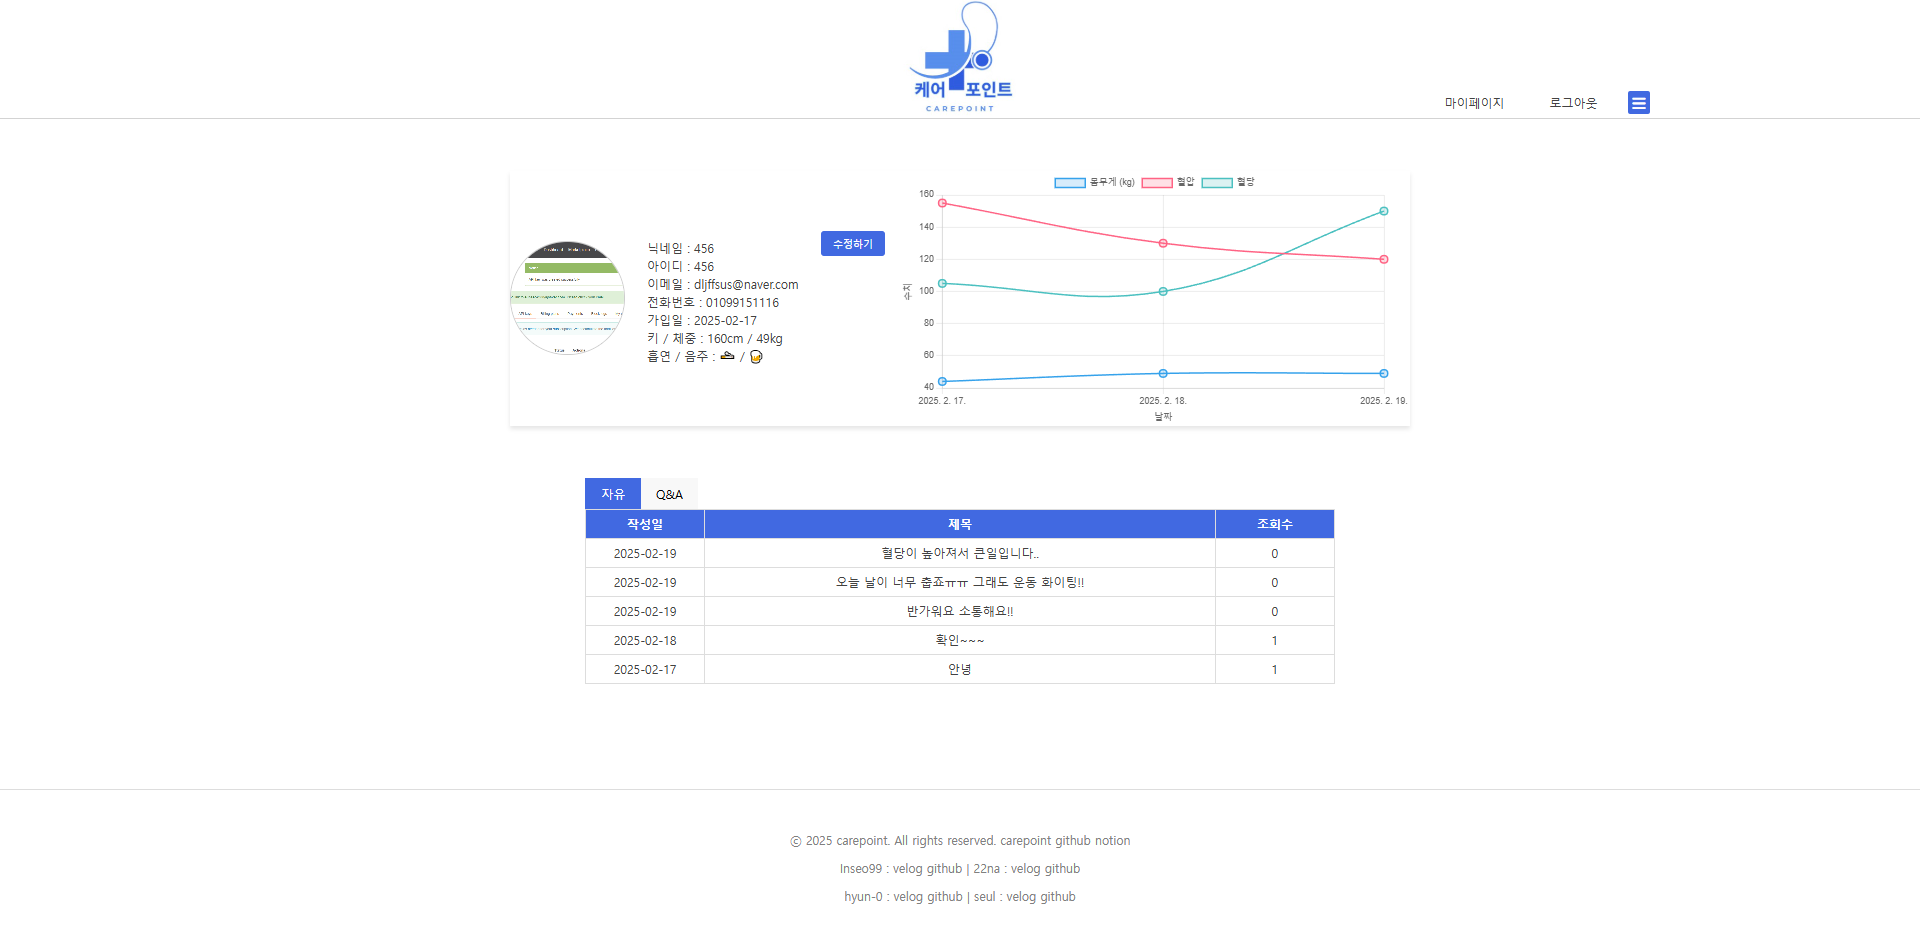 케어 포인트
CAREPOINT
마이페이지 로그아웃
닉네임 : 456
아이디 : 456
이메일 : dljffsus@naver.com
전화번호 : 01099151116
가입일 : 2025-02-17
키 / 체중 : 160cm / 49kg
흡연 / 음주 : 🚬 / 🍺
수정하기
몸무게 (kg) 혈압 혈당
160
140
120
100
80
60
40
수치
2025. 2. 17. 2025. 2. 18. 2025. 2. 19.
날짜
자유 Q&A
작성일 제목 조회수
2025-02-19 혈당이 높아져서 큰일입니다.. 0
2025-02-19 오늘 날이 너무 춥죠ㅠㅠ 그래도 운동 화이팅!! 0
2025-02-19 반가워요 소통해요!! 0
2025-02-18 확인~~~ 1
2025-02-17 안녕 1
ⓒ 2025 carepoint. All rights reserved. carepoint github notion
Inseo99 : velog github | 22na : velog github
hyun-0 : velog github | seul : velog github